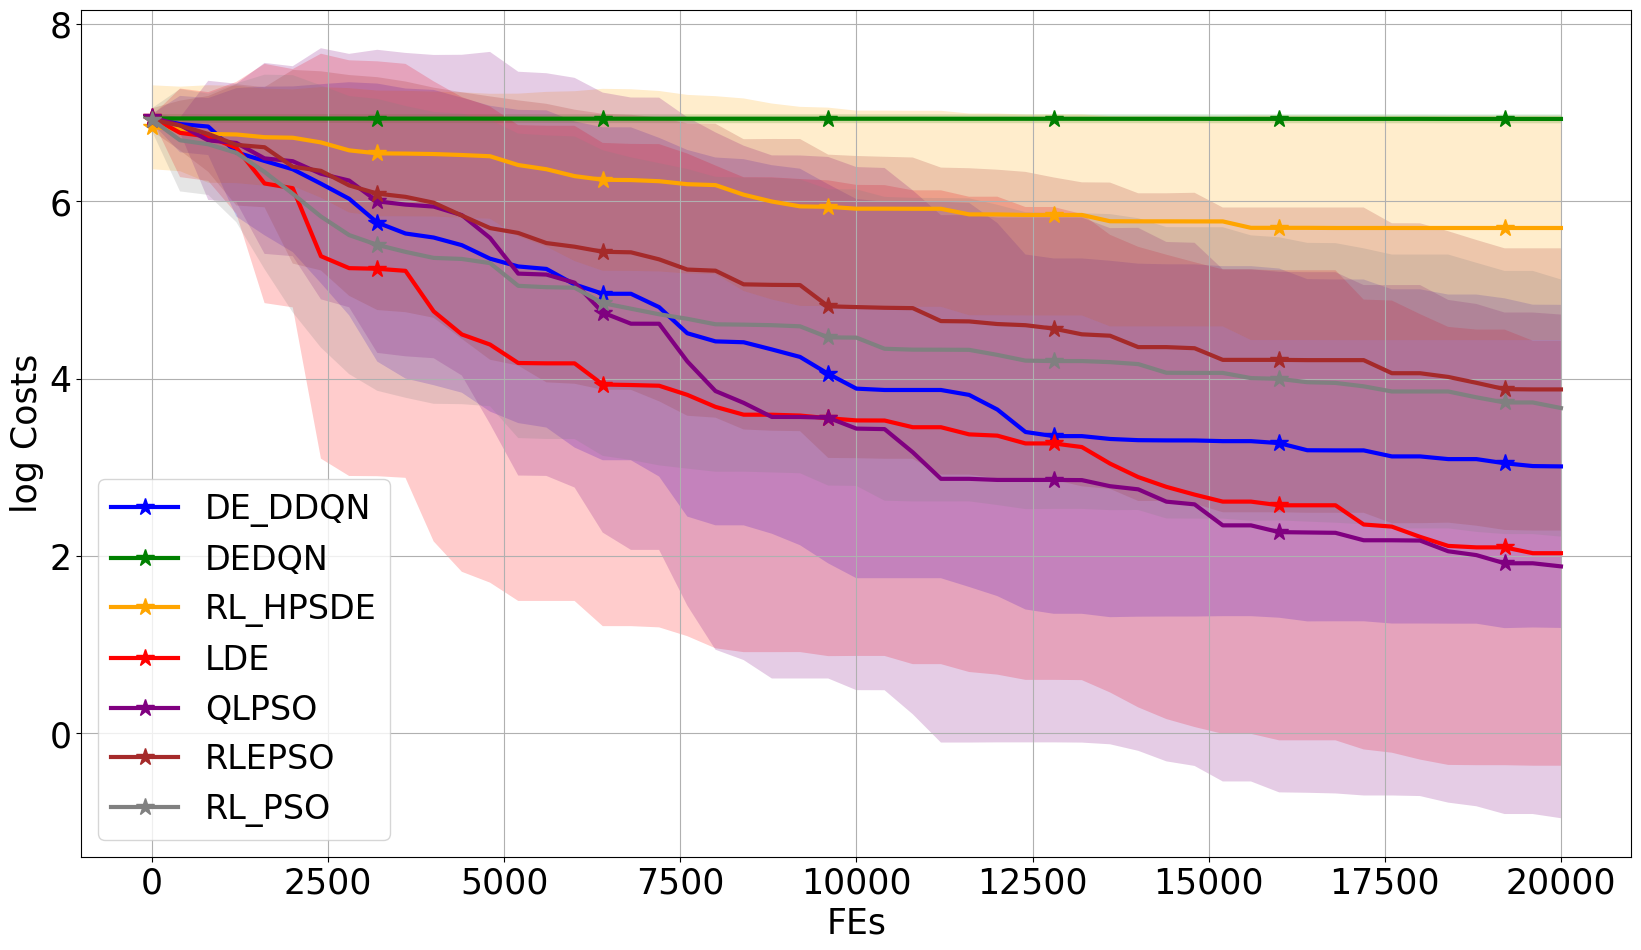 8
6
4
2
0
log Costs
DE_DDQN
DEDQN
RL_HPSDE
LDE
QLPSO
RLEPSO
RL_PSO
0 2500 5000 7500 10000 12500 15000 17500 20000
FEs